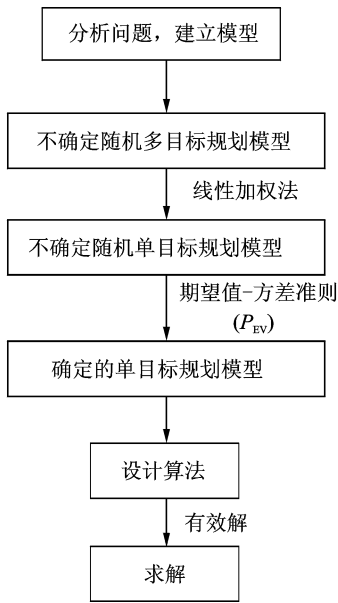 分析问题，建立模型
不确定随机多目标规划模型
线性加权法
不确定随机单目标规划模型
期望值-方差准则
(P_EV)
确定的单目标规划模型
设计算法
有效解
求解